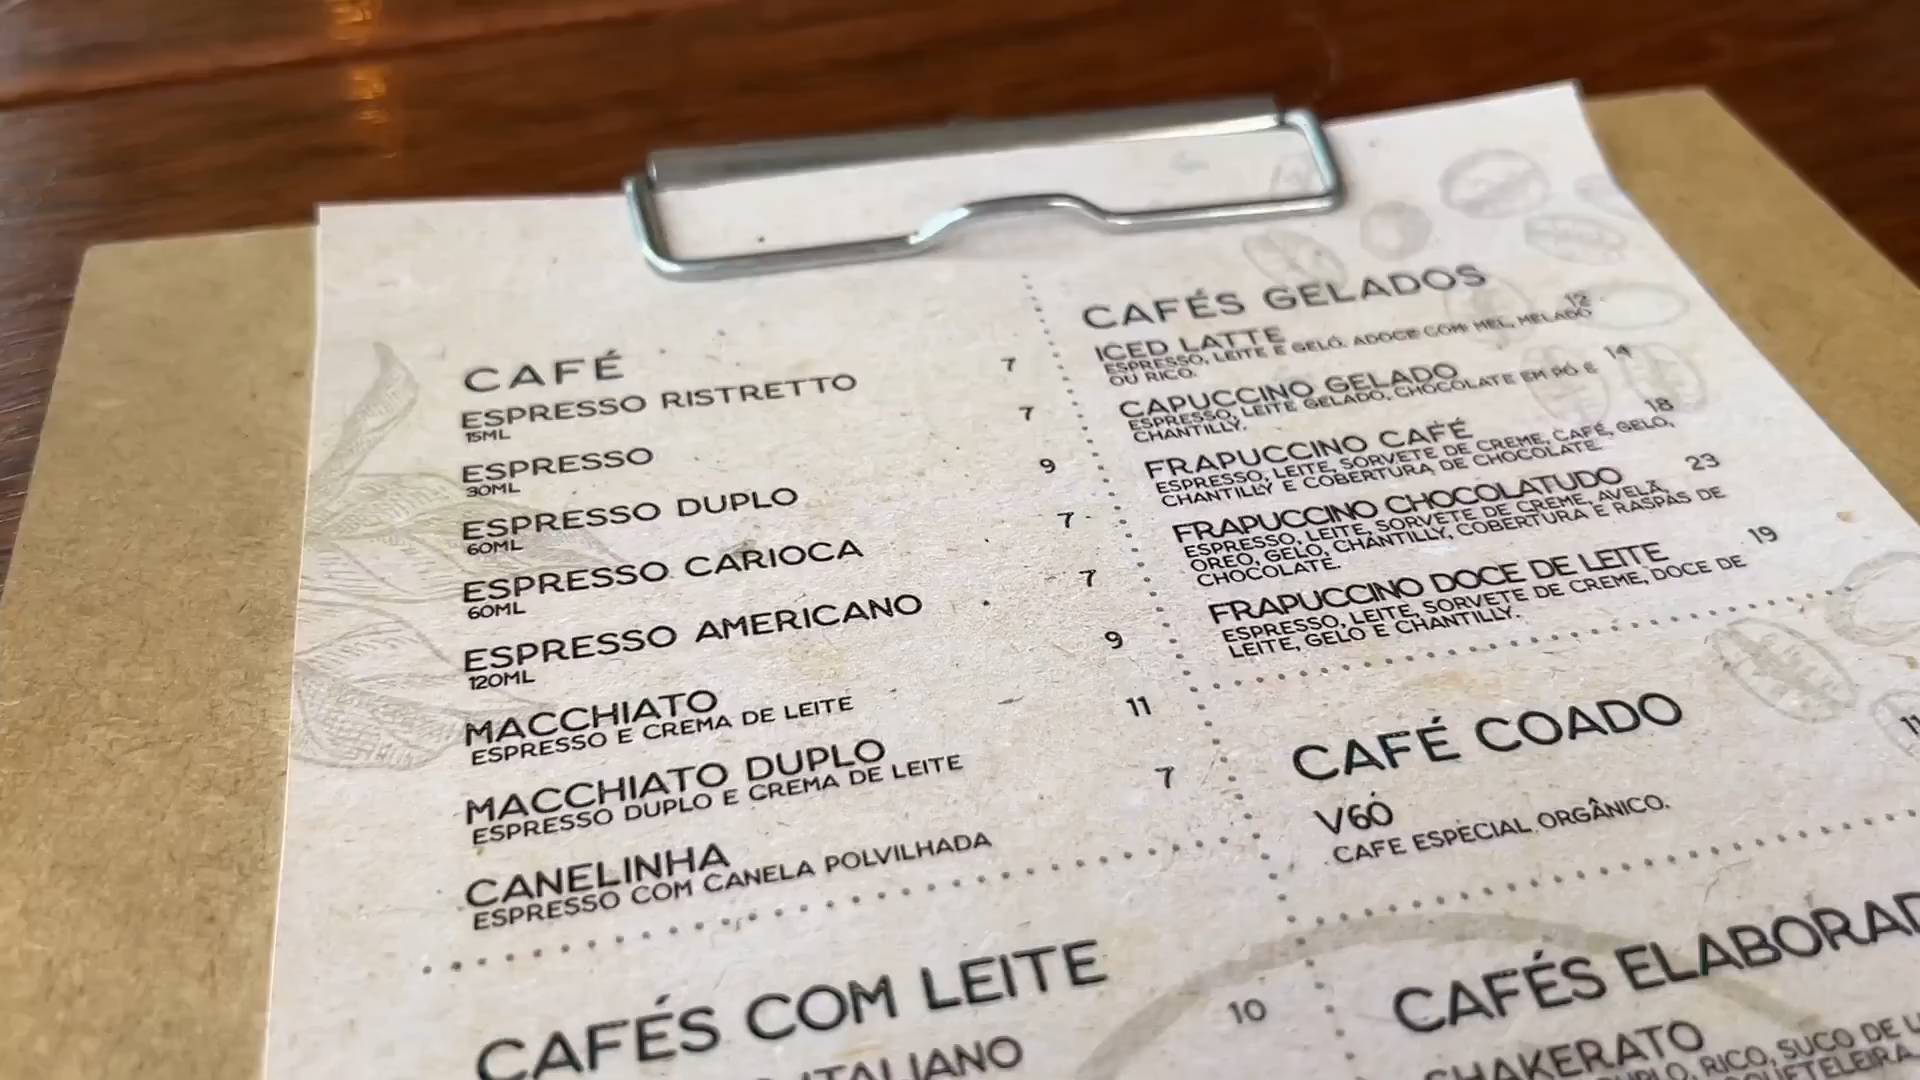 CAFÉ
ESPRESSO RISTRETTO 7
15ML
ESPRESSO 7
30ML
ESPRESSO DUPLO 9
60ML
ESPRESSO CARIOCA 7
60ML
ESPRESSO AMERICANO 7
120ML
MACCHIATO 9
ESPRESSO E CREMA DE LEITE
MACCHIATO DUPLO 11
ESPRESSO DUPLO E CREMA DE LEITE
CANELINHA 7
ESPRESSO COM CANELA POLVILHADA
CAFÉS COM LEITE
ITALIANO 10
CAFÉS GELADOS
ICED LATTE 12
ESPRESSO, LEITE E GELO. ADOCE COM MEL, MELADO
OU RICO.
CAPUCCINO GELADO 14
ESPRESSO, LEITE GELADO, CHOCOLATE EM PÓ E
CHANTILLY.
FRAPUCCINO CAFÉ 18
ESPRESSO, LEITE, SORVETE DE CREME, CAFÉ, GELO,
CHANTILLY E COBERTURA DE CHOCOLATE.
FRAPUCCINO CHOCOLATUDO 23
ESPRESSO, LEITE, SORVETE DE CREME, AVELÃ,
OREO, GELO, CHANTILLY, COBERTURA E RASPAS DE
CHOCOLATE.
FRAPUCCINO DOCE DE LEITE 19
ESPRESSO, LEITE, SORVETE DE CREME, DOCE DE
LEITE, GELO E CHANTILLY.
CAFÉ COADO
V60 11
CAFE ESPECIAL ORGÂNICO.
CAFÉS ELABORAD
SHAKERATO
RICO, SUCO DE